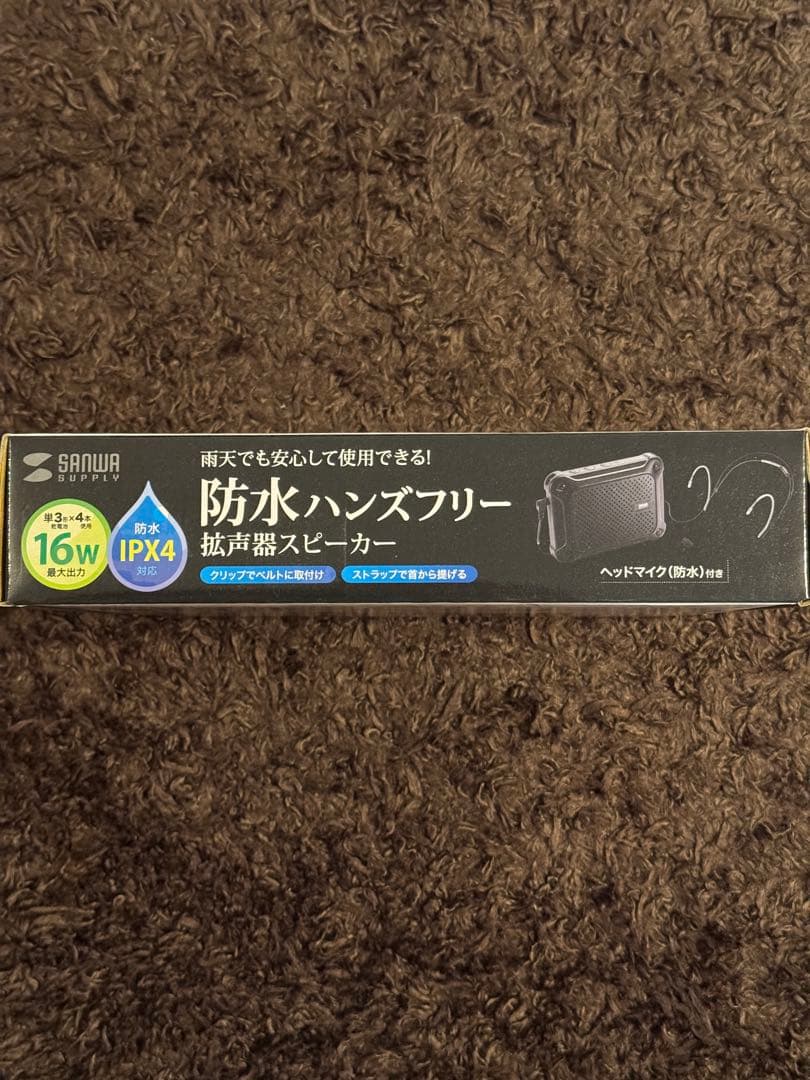 SANWA
SUPPLY
単3形×4本
乾電池 使用
16W
最大出力
防水
IPX4
対応
雨天でも安心して使用できる!
防水ハンズフリー
拡声器スピーカー
クリップでベルトに取付け
ストラップで首から提げる
ヘッドマイク(防水)付き